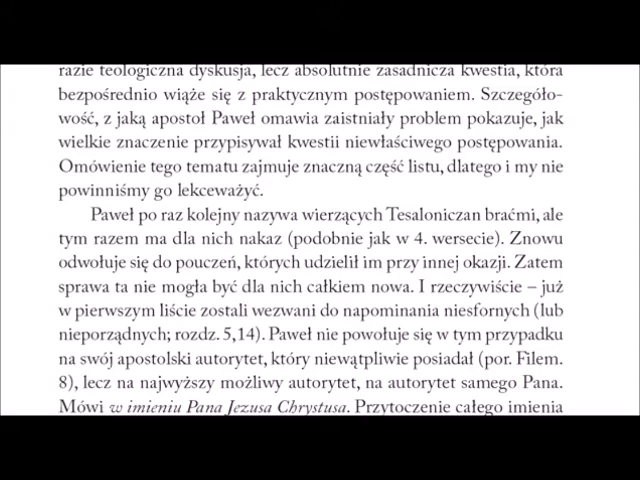 razie teologiczna dyskusja, lecz absolutnie zasadnicza kwestia, która
bezpośrednio wiąże się z praktycznym postępowaniem. Szczegóło-
wość, z jaką apostoł Paweł omawia zaistniały problem pokazuje, jak
wielkie znaczenie przypisywał kwestii niewłaściwego postępowania.
Omówienie tego tematu zajmuje znaczną część listu, dlatego i my nie
powinniśmy go lekceważyć.
Paweł po raz kolejny nazywa wierzących Tesaloniczan braćmi, ale
tym razem ma dla nich nakaz (podobnie jak w 4. wersecie). Znowu
odwołuje się do pouczeń, których udzielił im przy innej okazji. Zatem
sprawa ta nie mogła być dla nich całkiem nowa. I rzeczywiście – już
w pierwszym liście zostali wezwani do napominania niesfornych (lub
nieporządnych; rozdz. 5,14). Paweł nie powołuje się w tym przypadku
na swój apostolski autorytet, który niewątpliwie posiadał (por. Filem.
8), lecz na najwyższy możliwy autorytet, na autorytet samego Pana.
Mówi w imieniu Pana Jezusa Chrystusa. Przytoczenie całego imienia